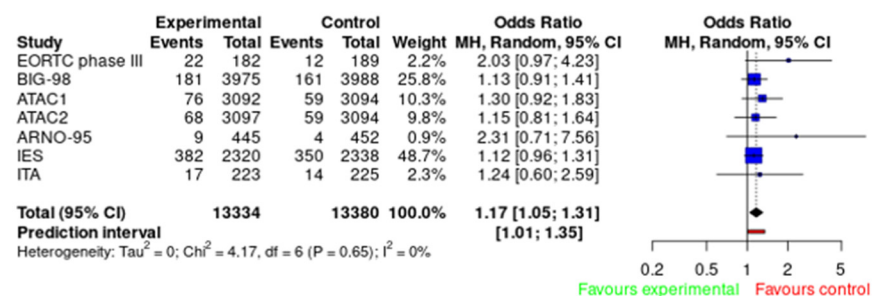 Experimental Control Odds Ratio Odds Ratio
Study Events Total Events Total Weight MH, Random, 95% CI MH, Random, 95% CI
EORTC phase III 22 182 12 189 2.2% 2.03 [0.97; 4.23]
BIG-98 181 3975 161 3988 25.8% 1.13 [0.91; 1.41]
ATAC1 76 3092 59 3094 10.3% 1.30 [0.92; 1.83]
ATAC2 68 3097 59 3094 9.8% 1.15 [0.81; 1.64]
ARNO-95 9 445 4 452 0.9% 2.31 [0.71; 7.56]
IES 382 2320 350 2338 48.7% 1.12 [0.96; 1.31]
ITA 17 223 14 225 2.3% 1.24 [0.60; 2.59]
Total (95% CI) 13334 13380 100.0% 1.17 [1.05; 1.31]
Prediction interval [1.01; 1.35]
Heterogeneity: Tau² = 0; Chi² = 4.17, df = 6 (P = 0.65); I² = 0%
0.2 0.5 1 2 5
Favours experimental Favours control